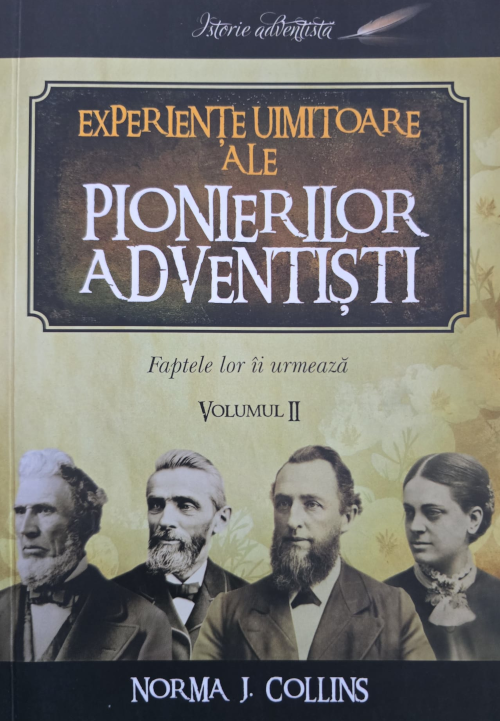 Istorie adventistă
EXPERIENȚE UIMITOARE
ALE
PIONIERILOR
ADVENTIȘTI
Faptele lor îi urmează
VOLUMUL II
NORMA J. COLLINS